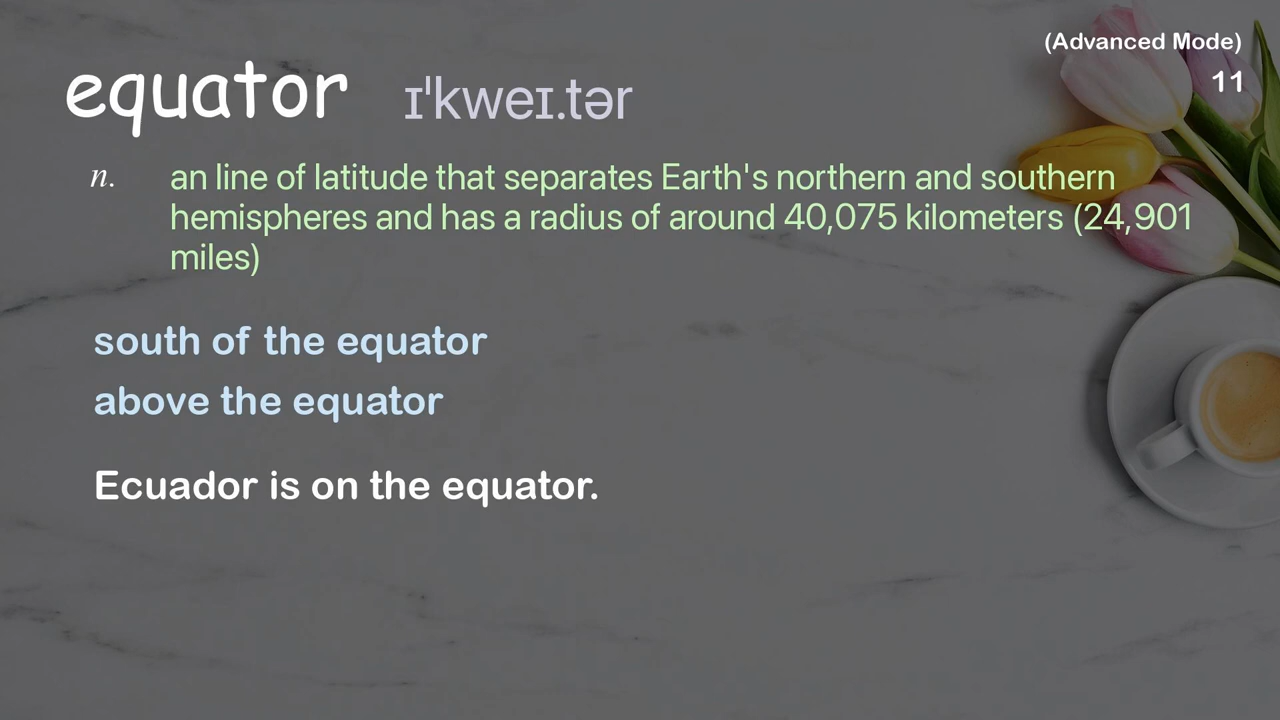 (Advanced Mode)
equator ɪˈkweɪ.tər
11
n. an line of latitude that separates Earth's northern and southern
hemispheres and has a radius of around 40,075 kilometers (24,901
miles)
south of the equator
above the equator
Ecuador is on the equator.